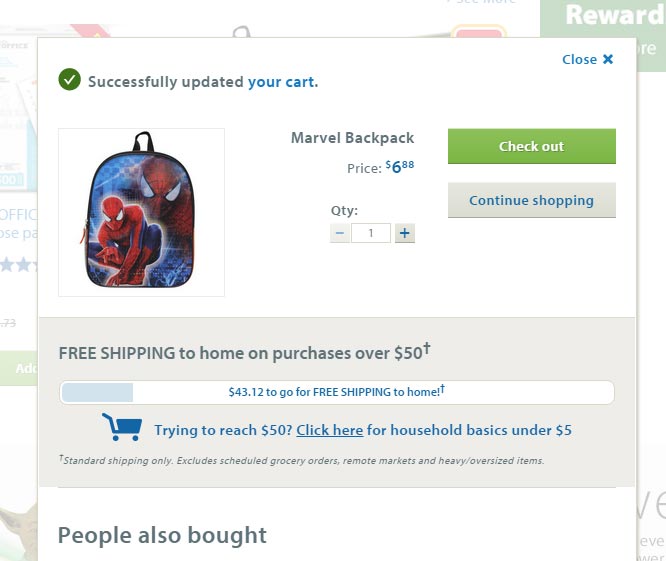 See More
Reward
Close ×
Successfully updated your cart.
Marvel Backpack
Price: $6 88
Check out
Continue shopping
Qty:
− 1 +
FREE SHIPPING to home on purchases over $50†
$43.12 to go for FREE SHIPPING to home!†
Trying to reach $50? Click here for household basics under $5
†Standard shipping only. Excludes scheduled grocery orders, remote markets and heavy/oversized items.
People also bought